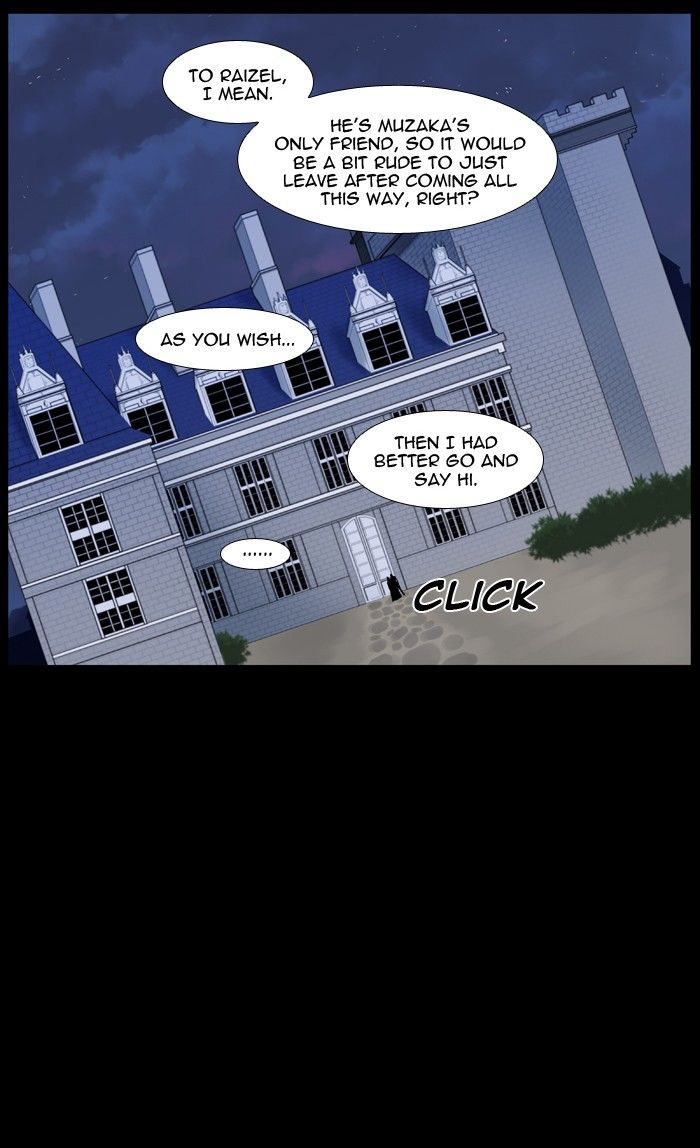 TO RAIZEL,
I MEAN.
HE'S MUZAKA'S
ONLY FRIEND, SO IT WOULD
BE A BIT RUDE TO JUST
LEAVE AFTER COMING ALL
THIS WAY, RIGHT?
AS YOU WISH...
THEN I HAD
BETTER GO AND
SAY HI.
......
CLICK